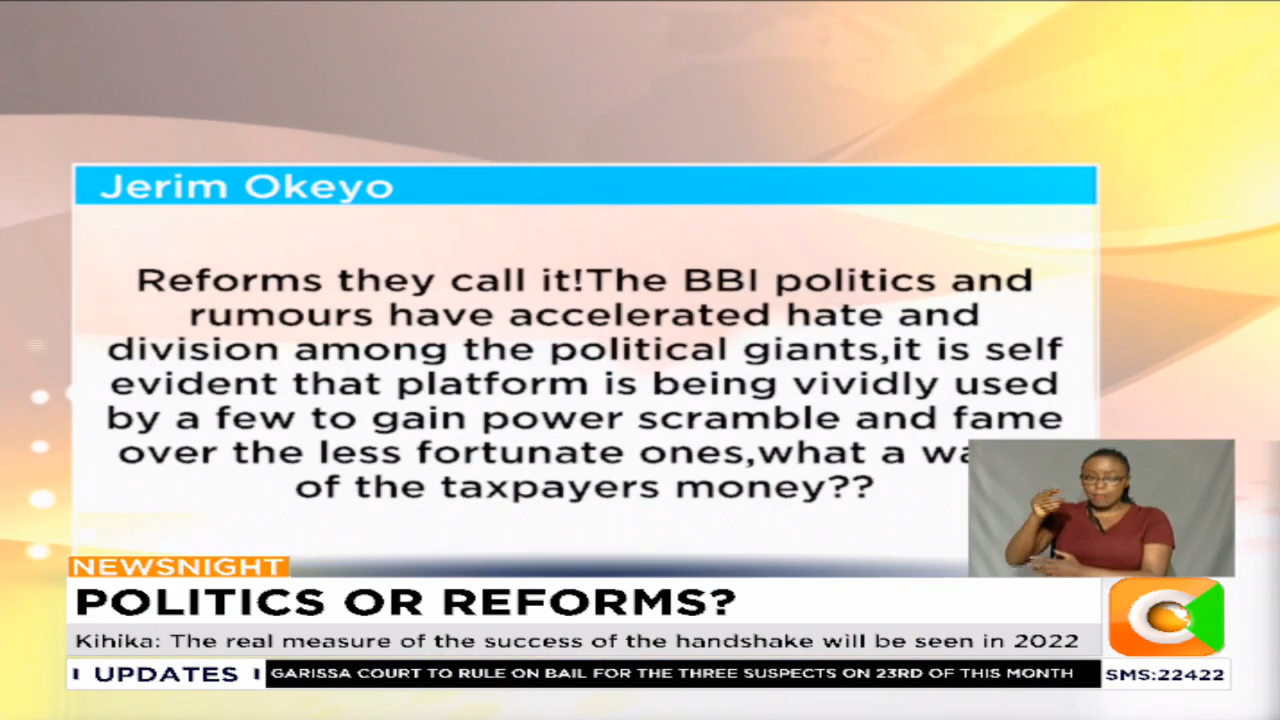 Jerim Okeyo
Reforms they call it!The BBI politics and
rumours have accelerated hate and
division among the political giants,it is self
evident that platform is being vividly used
by a few to gain power scramble and fame
over the less fortunate ones,what a
of the taxpayers money??
NEWSNIGHT
POLITICS OR REFORMS?
Kihika: The real measure of the success of the handshake will be seen in 2022
UPDATES
GARISSA COURT TO RULE ON BAIL FOR THE THREE SUSPECTS ON 23RD OF THIS MONTH
SMS:22422